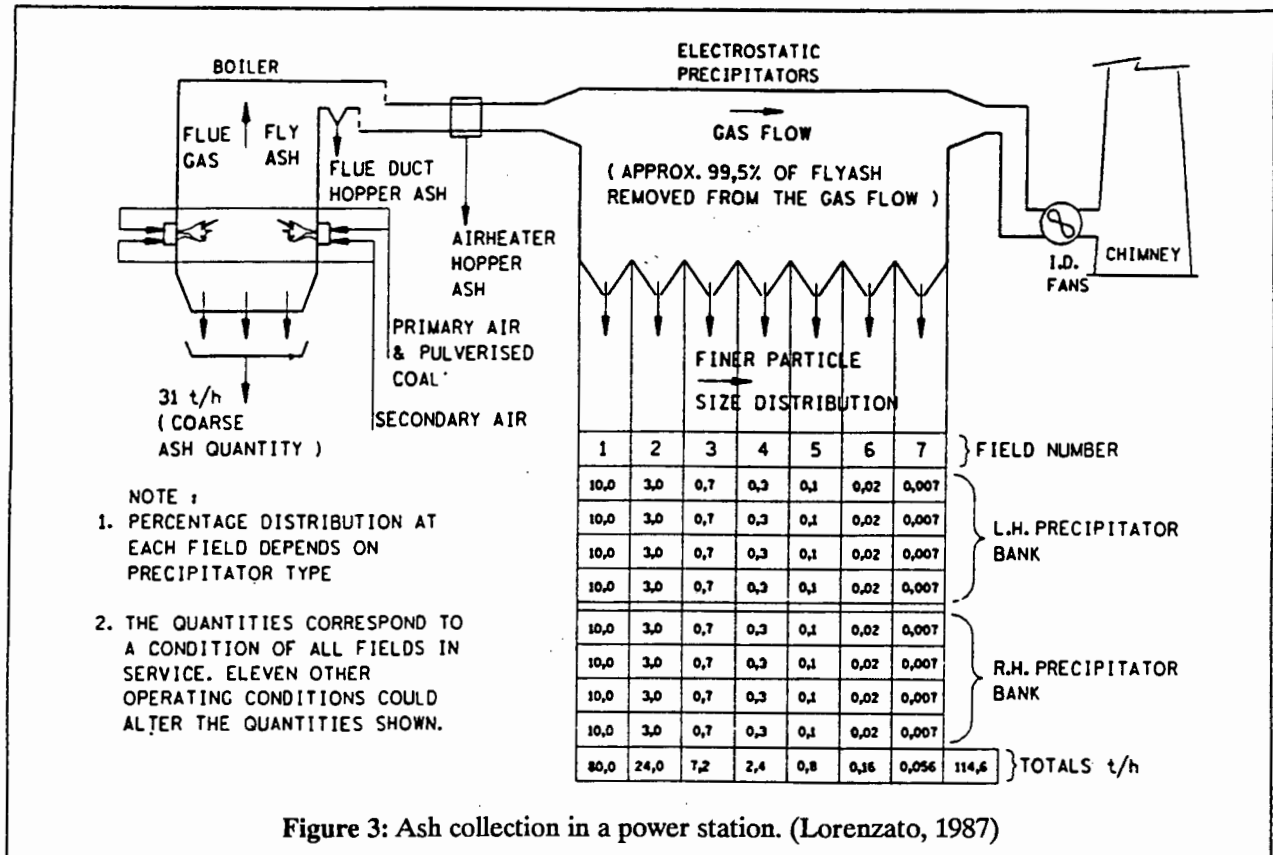 BOILER
FLUE GAS
FLY ASH
FLUE DUCT
HOPPER ASH
AIRHEATER
HOPPER
ASH
PRIMARY AIR
& PULVERISED
COAL
SECONDARY AIR
31 t/h
( COARSE
ASH QUANTITY )
ELECTROSTATIC
PRECIPITATORS
GAS FLOW
( APPROX. 99,5% OF FLYASH
REMOVED FROM THE GAS FLOW )
I.D.
FANS
CHIMNEY
FINER PARTICLE
SIZE DISTRIBUTION
1 2 3 4 5 6 7 FIELD NUMBER
10,0 3,0 0,7 0,3 0,1 0,02 0,007
10,0 3,0 0,7 0,3 0,1 0,02 0,007
10,0 3,0 0,7 0,3 0,1 0,02 0,007
10,0 3,0 0,7 0,3 0,1 0,02 0,007
L.H. PRECIPITATOR
BANK
10,0 3,0 0,7 0,3 0,1 0,02 0,007
10,0 3,0 0,7 0,3 0,1 0,02 0,007
10,0 3,0 0,7 0,3 0,1 0,02 0,007
10,0 3,0 0,7 0,3 0,1 0,02 0,007
R.H. PRECIPITATOR
BANK
80,0 24,0 7,2 2,4 0,8 0,16 0,056 114,6 TOTALS t/h
NOTE :
1. PERCENTAGE DISTRIBUTION AT
EACH FIELD DEPENDS ON
PRECIPITATOR TYPE
2. THE QUANTITIES CORRESPOND TO
A CONDITION OF ALL FIELDS IN
SERVICE. ELEVEN OTHER
OPERATING CONDITIONS COULD
ALTER THE QUANTITIES SHOWN.
Figure 3: Ash collection in a power station. (Lorenzato, 1987)